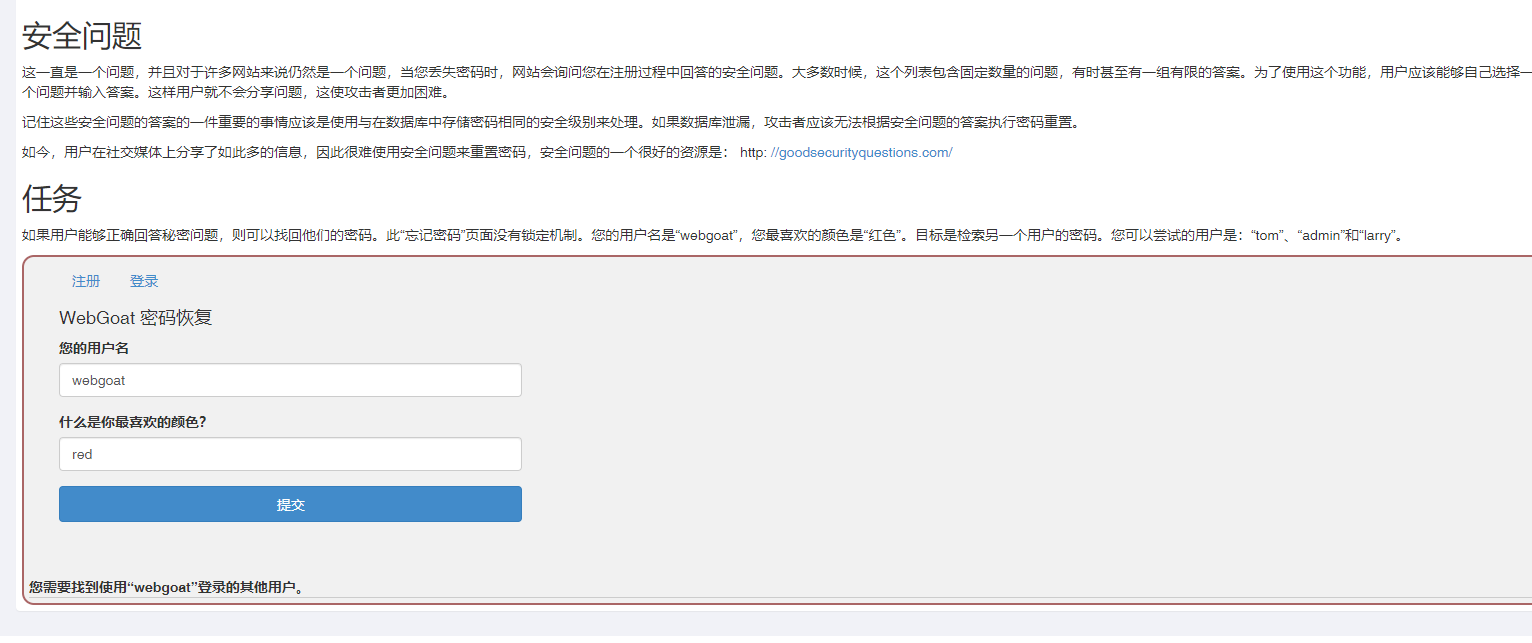 安全问题
这一直是一个问题，并且对于许多网站来说仍然是一个问题，当您丢失密码时，网站会询问您在注册过程中回答的安全问题。大多数时候，这个列表包含固定数量的问题，有时甚至有一组有限的答案。为了使用这个功能，用户应该能够自己选择一
个问题并输入答案。这样用户就不会分享问题，这使攻击者更加困难。
记住这些安全问题的答案的一件重要的事情应该是使用与在数据库中存储密码相同的安全级别来处理。如果数据库泄漏，攻击者应该无法根据安全问题的答案执行密码重置。
如今，用户在社交媒体上分享了如此多的信息，因此很难使用安全问题来重置密码，安全问题的一个很好的资源是： http: //goodsecurityquestions.com/
任务
如果用户能够正确回答秘密问题，则可以找回他们的密码。此“忘记密码”页面没有锁定机制。您的用户名是“webgoat”，您最喜欢的颜色是“红色”。目标是检索另一个用户的密码。您可以尝试的用户是：“tom”、“admin”和“larry”。
注册 登录
WebGoat 密码恢复
您的用户名
webgoat
什么是你最喜欢的颜色？
red
提交
您需要找到使用“webgoat”登录的其他用户。